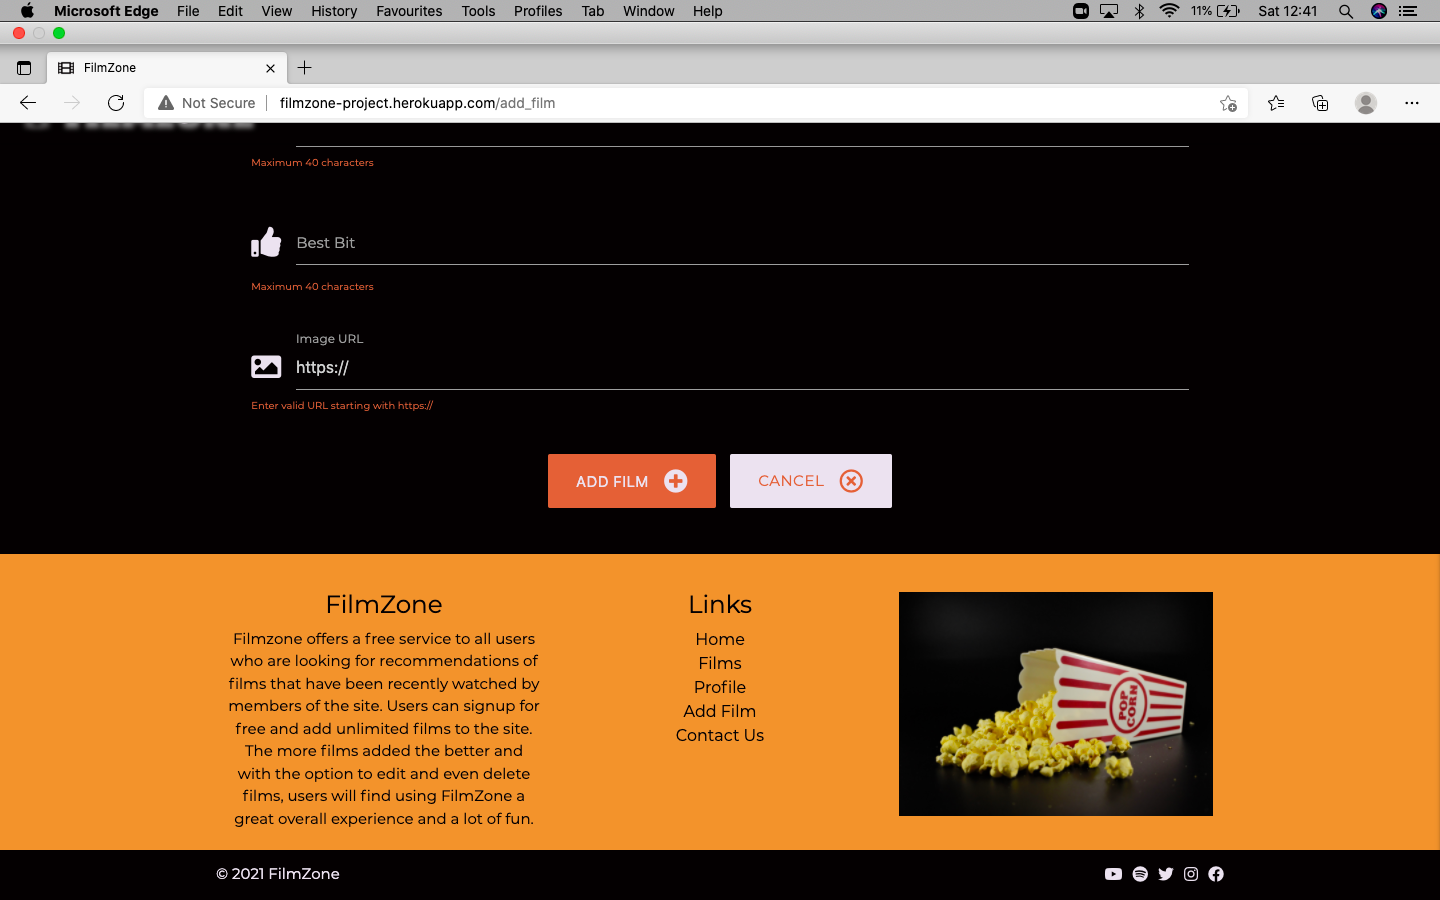 Microsoft Edge File Edit View History Favourites Tools Profiles Tab Window Help 11% Sat 12:41
FilmZone
Not Secure filmzone-project.herokuapp.com/add_film
Maximum 40 characters
Best Bit
Maximum 40 characters
Image URL
https://
Enter valid URL starting with https://
ADD FILM CANCEL
FilmZone
Filmzone offers a free service to all users
who are looking for recommendations of
films that have been recently watched by
members of the site. Users can signup for
free and add unlimited films to the site.
The more films added the better and
with the option to edit and even delete
films, users will find using FilmZone a
great overall experience and a lot of fun.
Links
Home
Films
Profile
Add Film
Contact Us
POP
CORN
© 2021 FilmZone